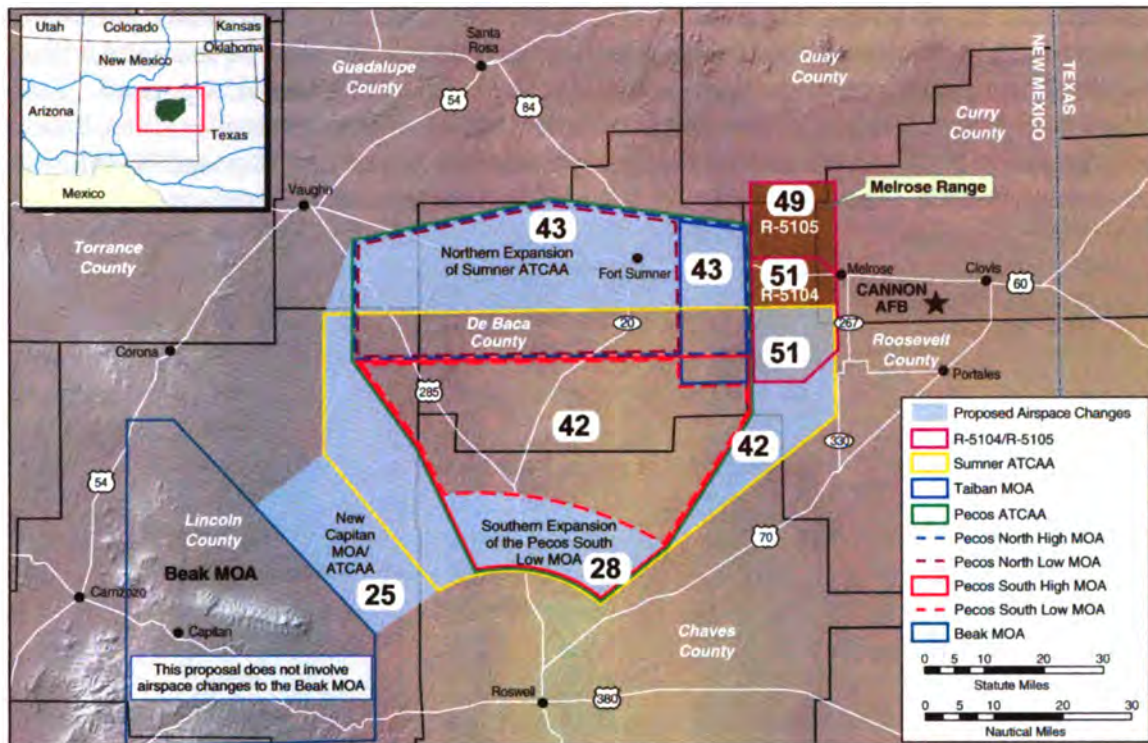 Utah
Colorado
Kansas
Oklahoma
New Mexico
Arizona
Texas
Mexico
Santa
Rosa
Guadalupe
County
54
84
Quay
County
TEXAS
NEW MEXICO
Curry
County
Melrose Range
Vaughn
Torrance
County
43
Northern Expansion
of Sumner ATCAA
Fort Sumner
43
49
R-5105
51
R-5104
Melrose
Clovis
CANNON
AFB
60
De Baca
County
20
267
Roosevelt
County
Corona
51
Portales
285
42
42
330
54
Lincoln
County
Beak MOA
New
Capitan
MOA/
ATCAA
25
Southern Expansion
of the Pecos South
Low MOA
28
70
Carrizozo
Capitan
Chaves
County
This proposal does not involve
airspace changes to the Beak MOA
Roswell
380
Proposed Airspace Changes
R-5104/R-5105
Sumner ATCAA
Taiban MOA
Pecos ATCAA
Pecos North High MOA
Pecos North Low MOA
Pecos South High MOA
Pecos South Low MOA
Beak MOA
0 5 10 20 30
Statute Miles
0 5 10 20 30
Nautical Miles